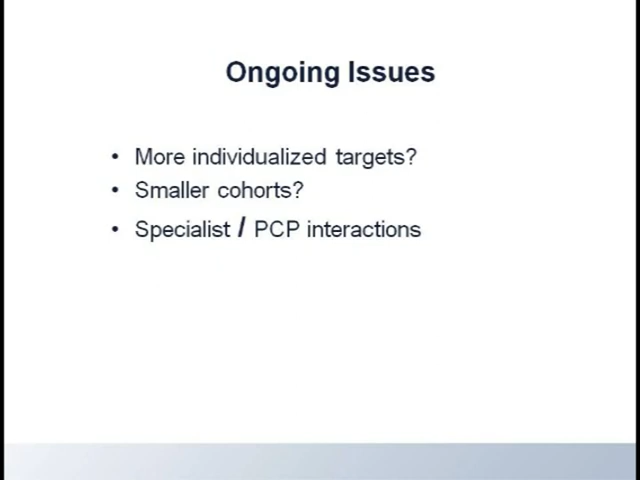 Ongoing Issues
• More individualized targets?
• Smaller cohorts?
• Specialist / PCP interactions